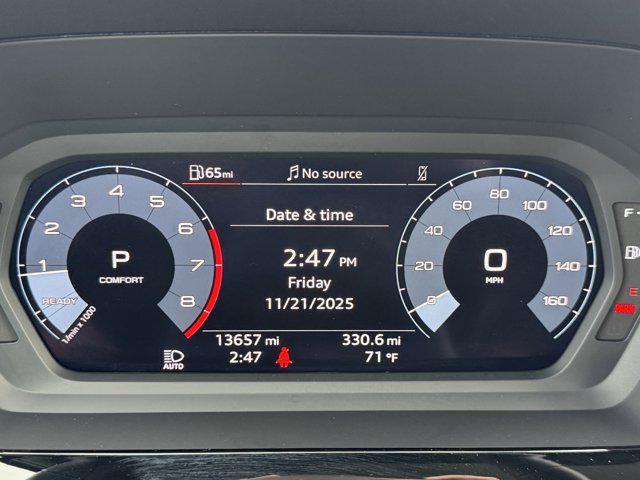 65mi
No source
Date & time
2:47 PM
Friday
11/21/2025
13657 mi
330.6 mi
2:47
71 °F
AUTO
1 2 3 4 5 6 7 8
READY
1/min x 1000
P
COMFORT
0 20 40 60 80 100 120 140 160
0
MPH
F
E